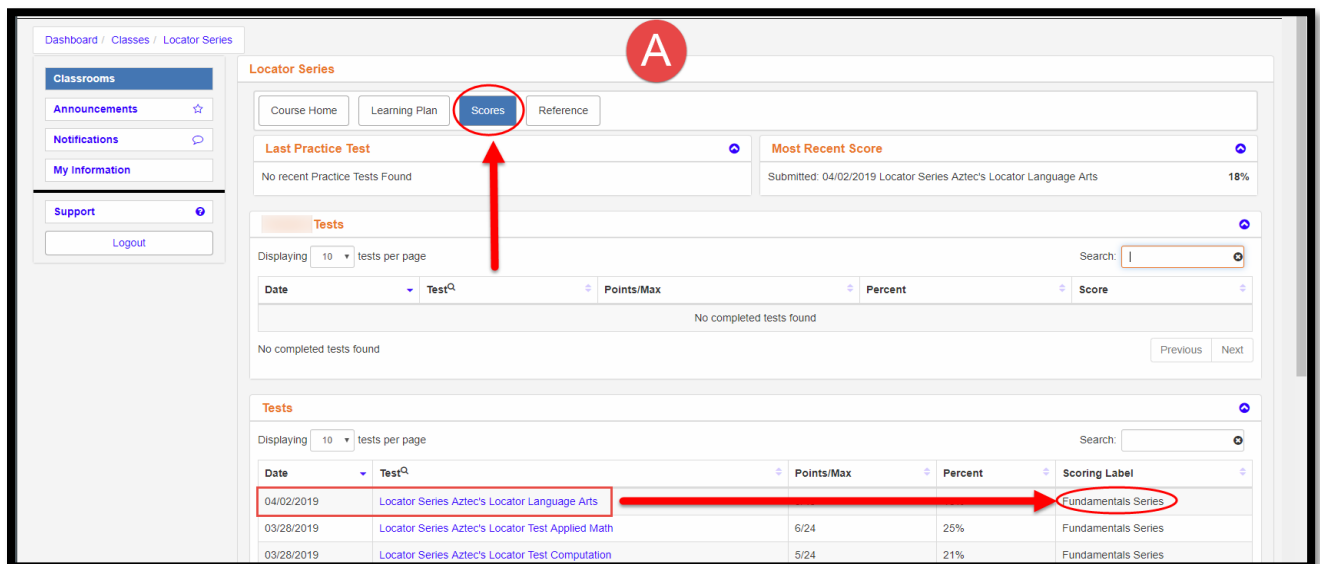 Dashboard / Classes / Locator Series
A
Classrooms
Announcements
Notifications
My Information
Support
Logout
Locator Series
Course Home Learning Plan Scores Reference
Last Practice Test
No recent Practice Tests Found
Most Recent Score
Submitted: 04/02/2019 Locator Series Aztec's Locator Language Arts 18%
Tests
Displaying 10 tests per page Search:
Date Test Points/Max Percent Score
No completed tests found
No completed tests found Previous Next
Tests
Displaying 10 tests per page Search:
Date Test Points/Max Percent Scoring Label
04/02/2019 Locator Series Aztec's Locator Language Arts Fundamentals Series
03/28/2019 Locator Series Aztec's Locator Test Applied Math 6/24 25% Fundamentals Series
03/28/2019 Locator Series Aztec's Locator Test Computation 5/24 21% Fundamentals Series